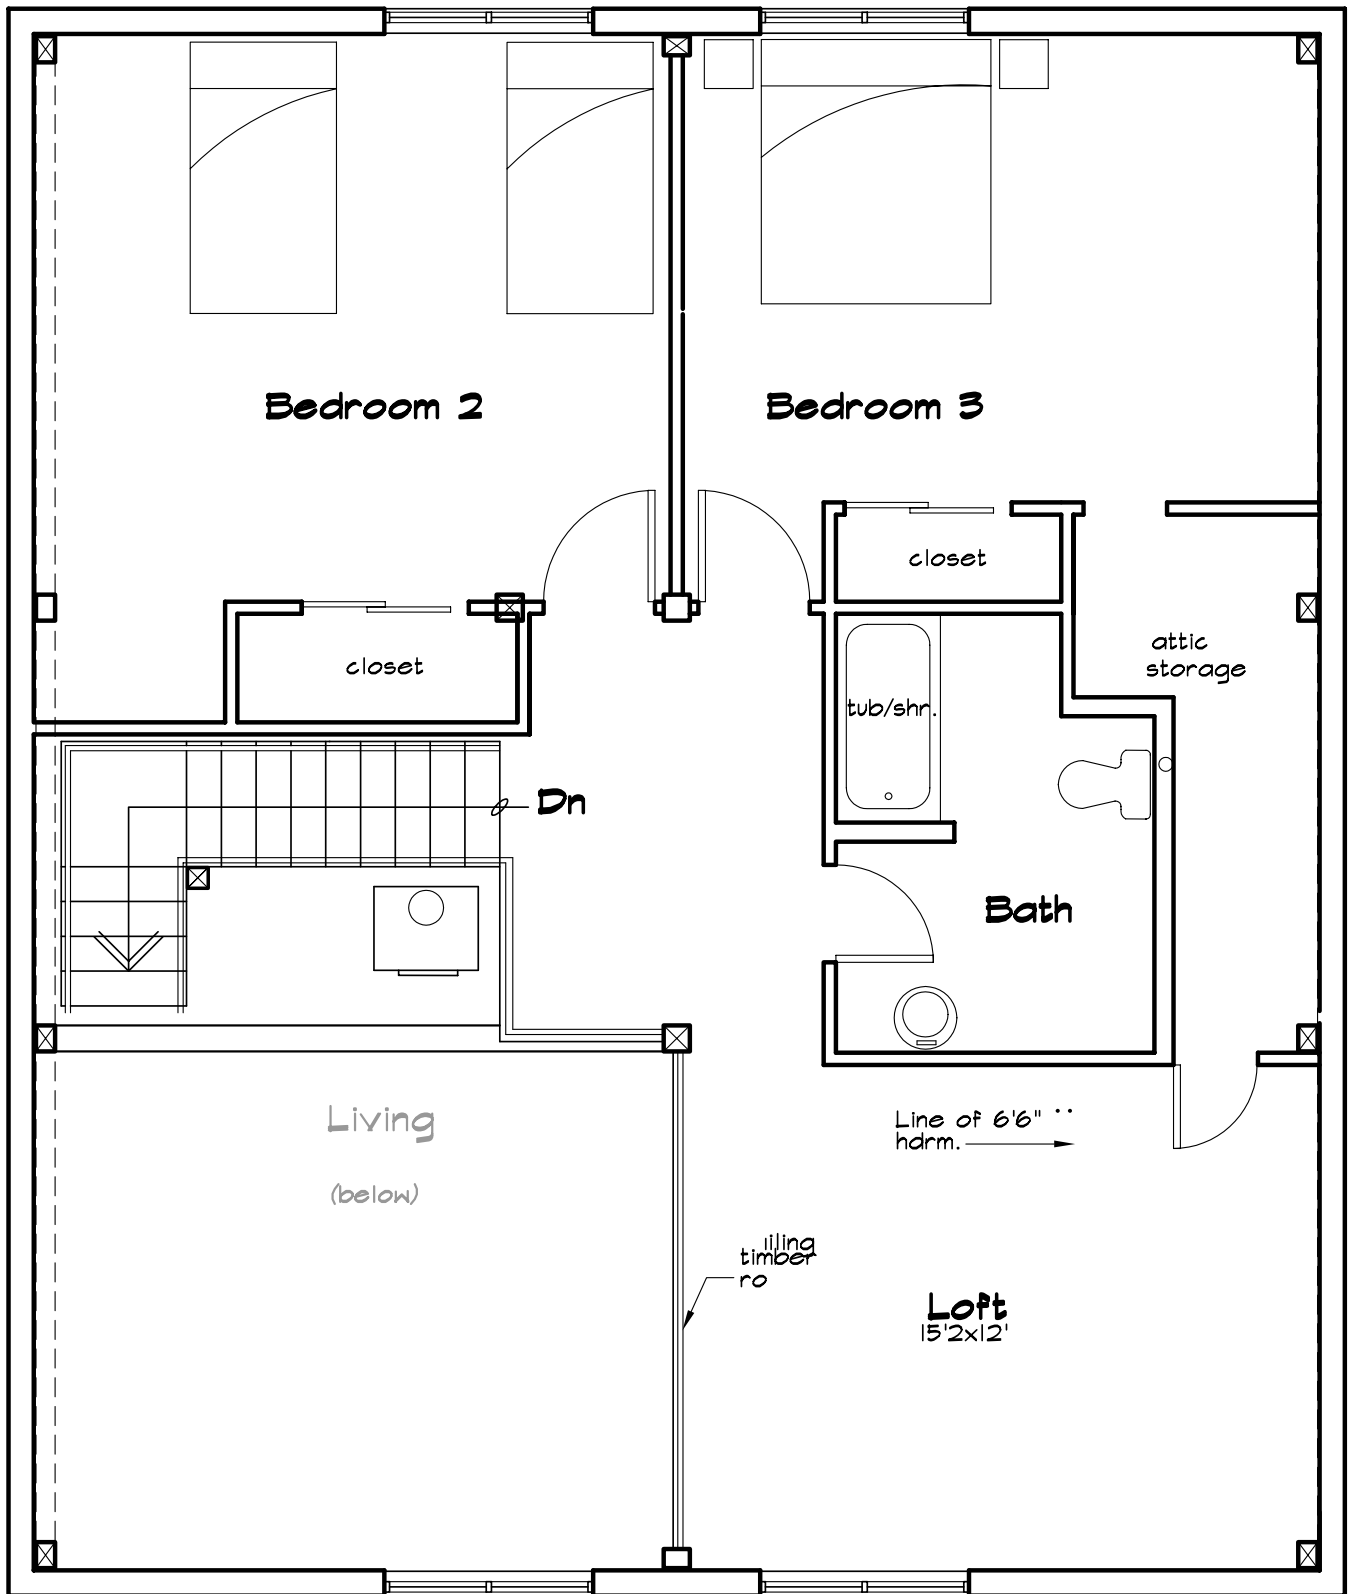 Bedroom 2
Bedroom 3
closet
closet
attic
storage
tub/shr.
Dn
Bath
Living
(below)
Line of 6'6"
hdrm.
timber
ro
Loft
15'2x12'